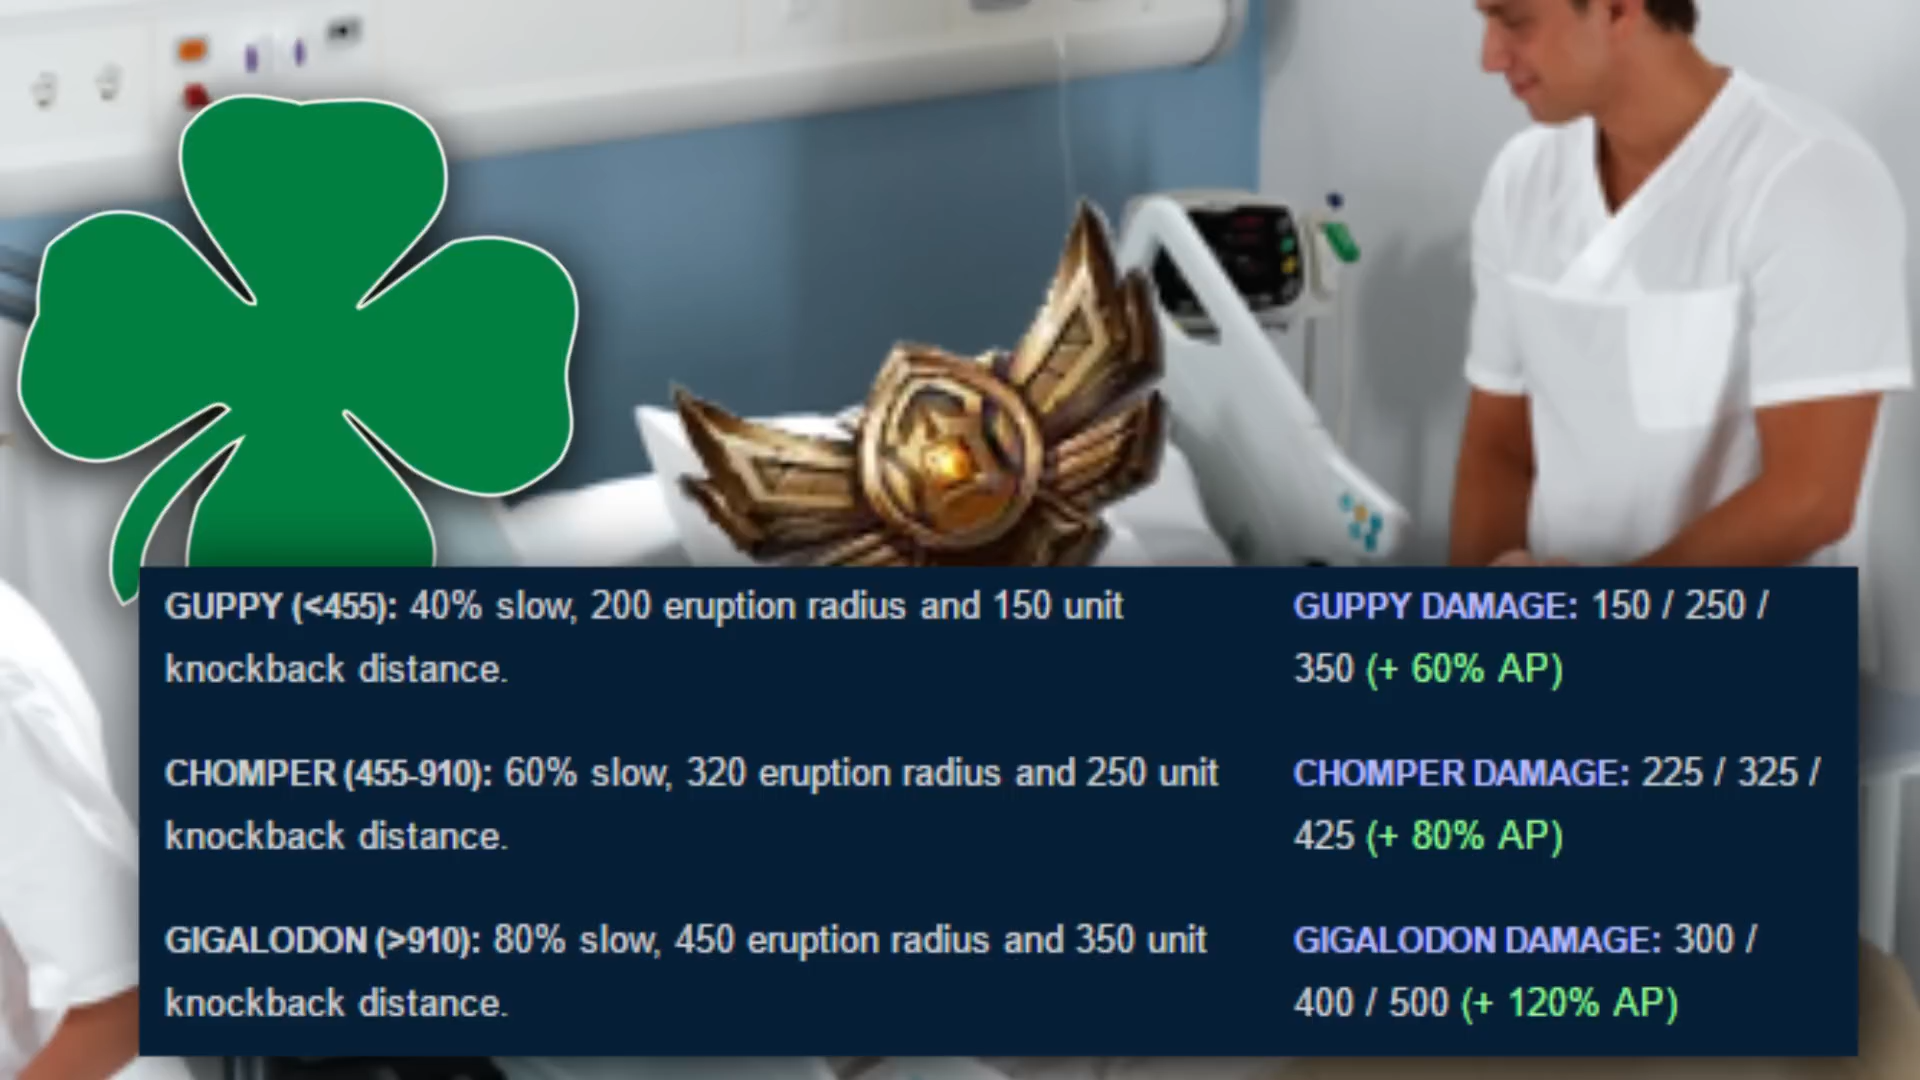 GUPPY (<455): 40% slow, 200 eruption radius and 150 unit
knockback distance.
GUPPY DAMAGE: 150 / 250 /
350 (+ 60% AP)
CHOMPER (455-910): 60% slow, 320 eruption radius and 250 unit
knockback distance.
CHOMPER DAMAGE: 225 / 325 /
425 (+ 80% AP)
GIGALODON (>910): 80% slow, 450 eruption radius and 350 unit
knockback distance.
GIGALODON DAMAGE: 300 /
400 / 500 (+ 120% AP)